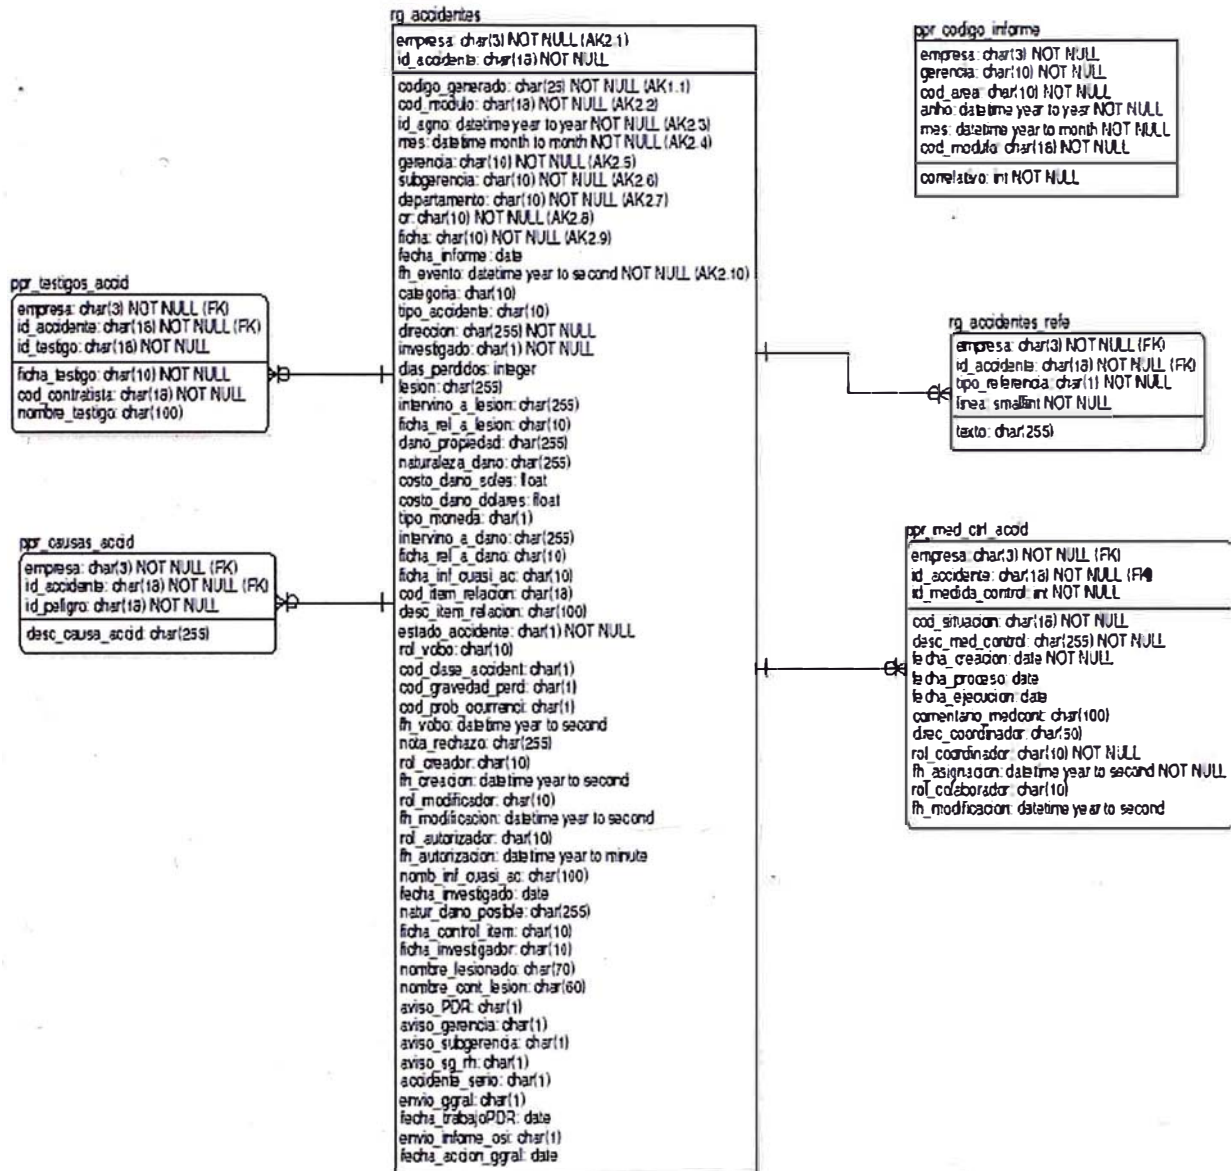 rg_accidentes
empresa: char(3) NOT NULL (AK2.1)
id_accidente: char(18) NOT NULL
codigo_generado: char(25) NOT NULL (AK1.1)
cod_modulo: char(18) NOT NULL (AK2.2)
id_agno: datetime year to year NOT NULL (AK2.3)
mes: datetime month to month NOT NULL (AK2.4)
gerencia: char(10) NOT NULL (AK2.5)
subgerencia: char(10) NOT NULL (AK2.6)
departamento: char(10) NOT NULL (AK2.7)
cr: char(10) NOT NULL (AK2.8)
ficha: char(10) NOT NULL (AK2.9)
fecha_informe: date
fh_evento: datetime year to second NOT NULL (AK2.10)
categoria: char(10)
tipo_accidente: char(10)
direccion: char(255) NOT NULL
investigado: char(1) NOT NULL
dias_perdidos: integer
lesion: char(255)
intervino_a_lesion: char(255)
ficha_rel_a_lesion: char(10)
dano_propiedad: char(255)
naturaleza_dano: char(255)
costo_dano_soles: float
costo_dano_dolares: float
tipo_moneda: char(1)
intervino_a_dano: char(255)
ficha_rel_a_dano: char(10)
ficha_inf_cuasi_ac: char(10)
cod_item_relacion: char(18)
desc_item_relacion: char(100)
estado_accidente: char(1) NOT NULL
rol_vobo: char(10)
cod_clase_accident: char(1)
cod_gravedad_perd: char(1)
cod_prob_ocurrenci: char(1)
fh_vobo: datetime year to second
nota_rechazo: char(255)
rol_creador: char(10)
fh_creacion: datetime year to second
rol_modificador: char(10)
fh_modificacion: datetime year to second
rol_autorizador: char(10)
fh_autorizacion: datetime year to minute
nomb_inf_cuasi_ac: char(100)
fecha_investigado: date
natur_dano_posible: char(255)
ficha_control_item: char(10)
ficha_investigador: char(10)
nombre_lesionado: char(70)
nombre_cont_lesion: char(60)
aviso_PDR: char(1)
aviso_gerencia: char(1)
aviso_subgerencia: char(1)
aviso_sg_rh: char(1)
accidente_serio: char(1)
envio_ggral: char(1)
fecha_trabajoPDR: date
envio_infome_osi: char(1)
fecha_accion_ggral: date
ppr_codigo_informe
empresa: char(3) NOT NULL
gerencia: char(10) NOT NULL
cod_area: char(10) NOT NULL
anho: datetime year to year NOT NULL
mes: datetime year to month NOT NULL
cod_modulo: char(18) NOT NULL
correlativo: int NOT NULL
ppr_testigos_accid
empresa: char(3) NOT NULL (FK)
id_accidente: char(18) NOT NULL (FK)
id_testigo: char(18) NOT NULL
ficha_testigo: char(10) NOT NULL
cod_contratista: char(18) NOT NULL
nombre_testigo: char(100)
rg_accidentes_refe
empresa: char(3) NOT NULL (FK)
id_accidente: char(18) NOT NULL (FK)
tipo_referencia: char(1) NOT NULL
linea: smallint NOT NULL
texto: char(255)
ppr_causas_accid
empresa: char(3) NOT NULL (FK)
id_accidente: char(18) NOT NULL (FK)
id_peligro: char(18) NOT NULL
desc_causa_accid: char(255)
ppr_med_ctrl_accid
empresa: char(3) NOT NULL (FK)
id_accidente: char(18) NOT NULL (FK)
id_medida_control: int NOT NULL
cod_situacion: char(18) NOT NULL
desc_med_control: char(255) NOT NULL
fecha_creacion: date NOT NULL
fecha_proceso: date
fecha_ejecucion: date
comentario_medcont: char(100)
direc_coordinador: char(50)
rol_coordinador: char(10) NOT NULL
fh_asignacion: datetime year to second NOT NULL
rol_colaborador: char(10)
fh_modificacion: datetime year to second